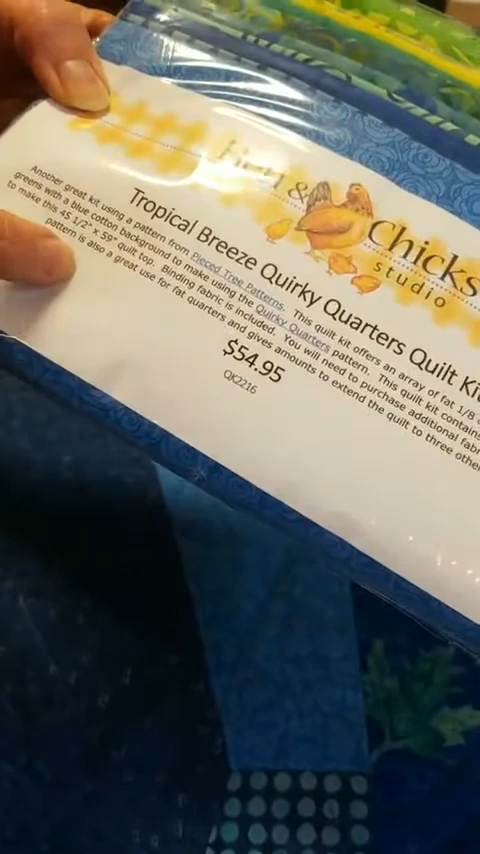 Hen &
Chicks
studio
Tropical Breeze Quirky Quarters Quilt Kit
Another great kit using a pattern from Pieced Tree Patterns. This quilt kit offers an array of fat 1/8
greens with a blue cotton background to make using the Quirky Quarters pattern. This quilt kit contains
to make this 45 1/2" x 59" quilt top. Binding fabric is included. You will need to purchase additional
pattern is also a great use for fat quarters and gives amounts to extend the quilt to three
$54.95
QK2216